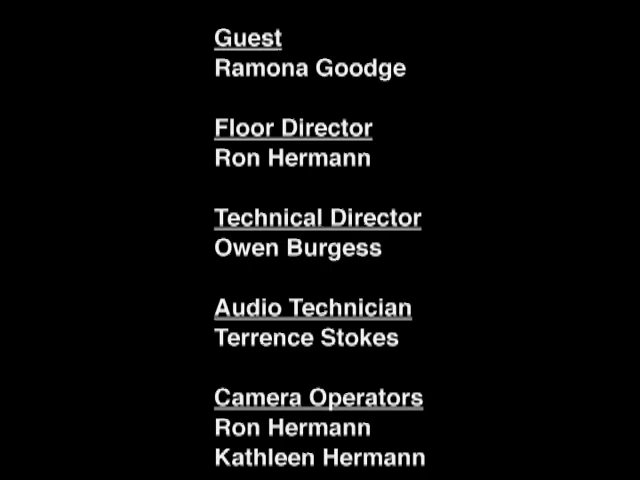 Guest
Ramona Goodge
Floor Director
Ron Hermann
Technical Director
Owen Burgess
Audio Technician
Terrence Stokes
Camera Operators
Ron Hermann
Kathleen Hermann